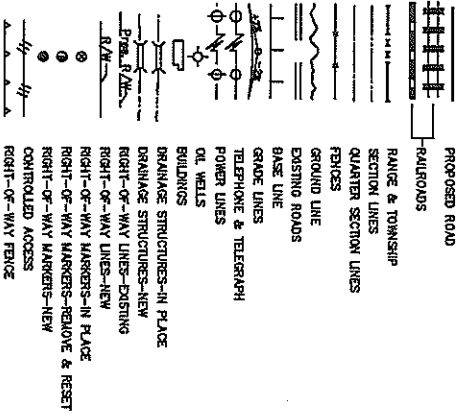 PROPOSED ROAD
RAILROADS
RANGE & TOWNSHIP
SECTION LINES
QUARTER SECTION LINES
FENCES
GROUND LINE
EXISTING ROADS
BASE LINE
GRADE LINES
TELEPHONE & TELEGRAPH
POWER LINES
OIL WELLS
BUILDINGS
DRAINAGE STRUCTURES-IN PLACE
DRAINAGE STRUCTURES-NEW
RIGHT-OF-WAY LINES-EXISTING
Pres. R/W
RIGHT-OF-WAY LINES-NEW
R/W
RIGHT-OF-WAY MARKERS-IN PLACE
RIGHT-OF-WAY MARKERS-REMOVE & RESET
RIGHT-OF-WAY MARKERS-NEW
CONTROLLED ACCESS
RIGHT-OF-WAY FENCE